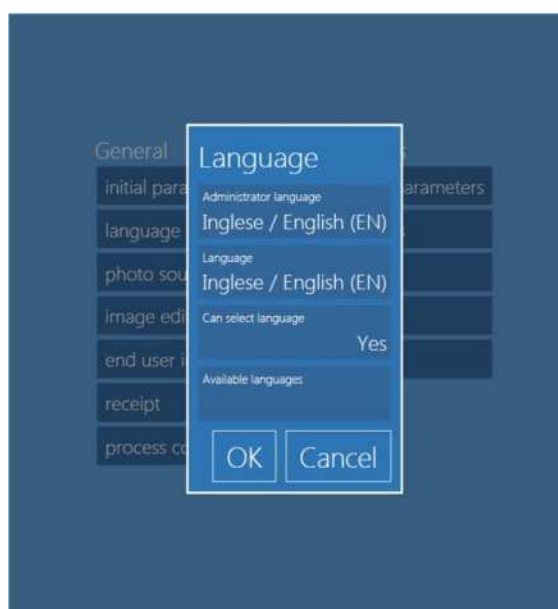 General
initial para
arameters
language
photo sou
image edi
end user i
receipt
process co
Language
Administrator language
Inglese / English (EN)
Language
Inglese / English (EN)
Can select language
Yes
Available languages
OK Cancel